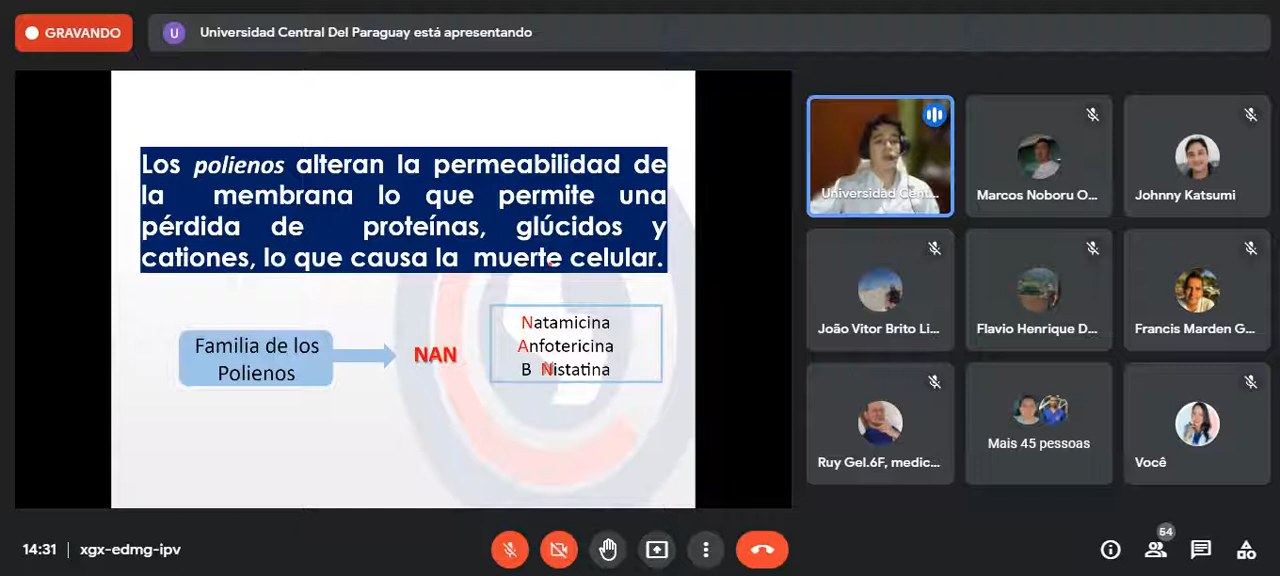 GRAVANDO
U
Universidad Central Del Paraguay está apresentando
Los polienos alteran la permeabilidad de
la membrana lo que permite una
pérdida de proteínas, glúcidos y
cationes, lo que causa la muerte celular.
Familia de los
Polienos
NAN
Natamicina
Anfotericina
B Nistatina
Universidad Cent...
Marcos Noboru O...
Johnny Katsumi
João Vitor Brito Li...
Flavio Henrique D...
Francis Marden G...
Ruy Gel.6F, medic...
Mais 45 pessoas
Você
14:31 | xgx-edmg-ipv
54